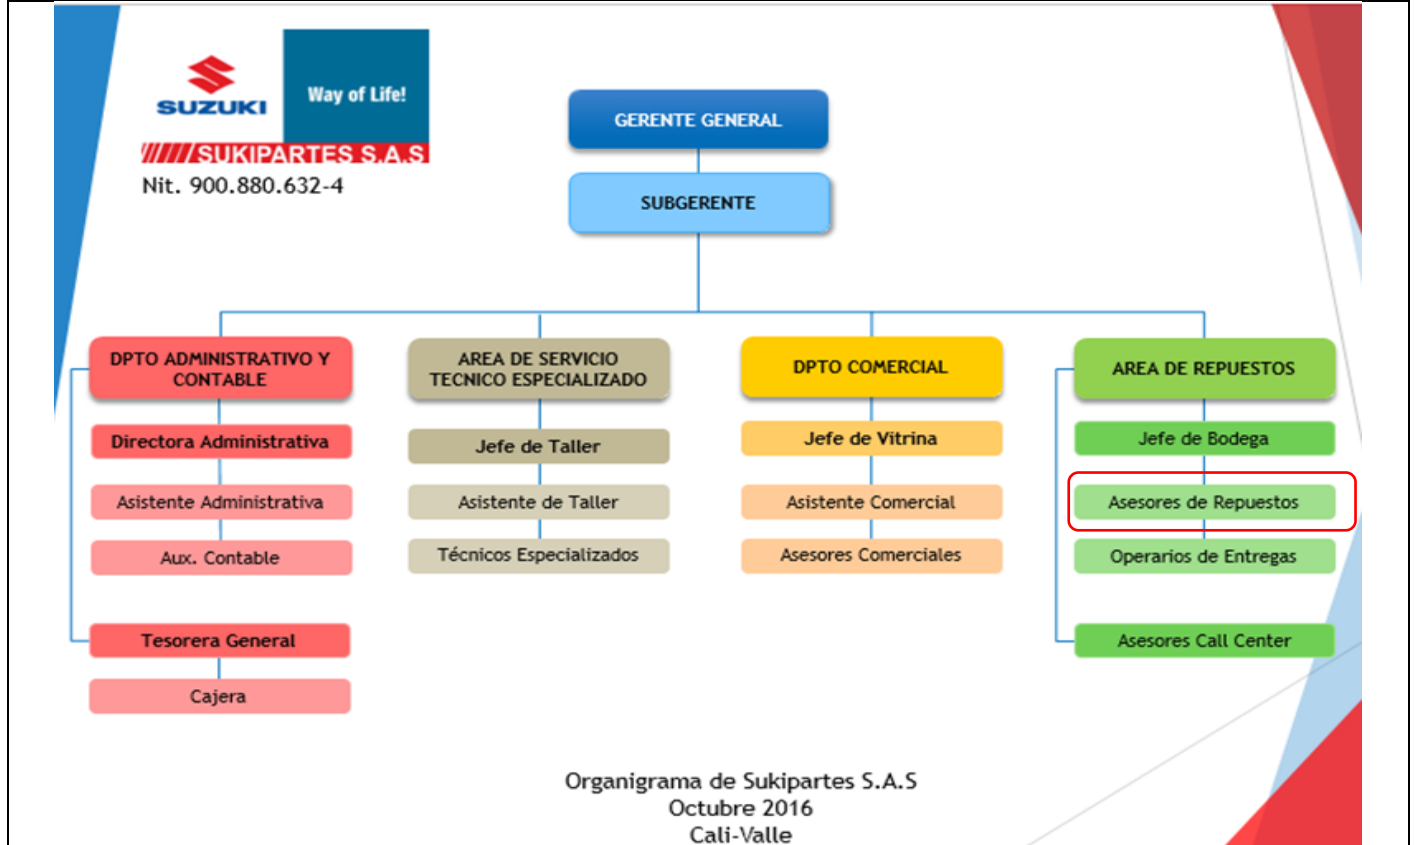 SUZUKI
Way of Life!
SUKIPARTES S.A.S
Nit. 900.880.632-4
GERENTE GENERAL
SUBGERENTE
DPTO ADMINISTRATIVO Y
CONTABLE
Directora Administrativa
Asistente Administrativa
Aux. Contable
Tesorera General
Cajera
AREA DE SERVICIO
TECNICO ESPECIALIZADO
Jefe de Taller
Asistente de Taller
Técnicos Especializados
DPTO COMERCIAL
Jefe de Vitrina
Asistente Comercial
Asesores Comerciales
AREA DE REPUESTOS
Jefe de Bodega
Asesores de Repuestos
Operarios de Entregas
Asesores Call Center
Organigrama de Sukipartes S.A.S
Octubre 2016
Cali-Valle